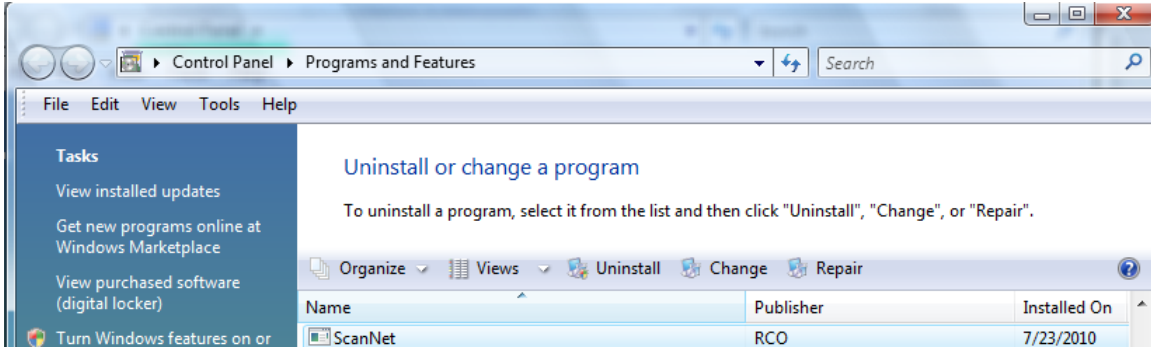 Control Panel Programs and Features Search
File Edit View Tools Help
Tasks
View installed updates
Get new programs online at
Windows Marketplace
View purchased software
(digital locker)
Turn Windows features on or
Uninstall or change a program
To uninstall a program, select it from the list and then click "Uninstall", "Change", or "Repair".
Organize Views Uninstall Change Repair
Name Publisher Installed On
ScanNet RCO 7/23/2010